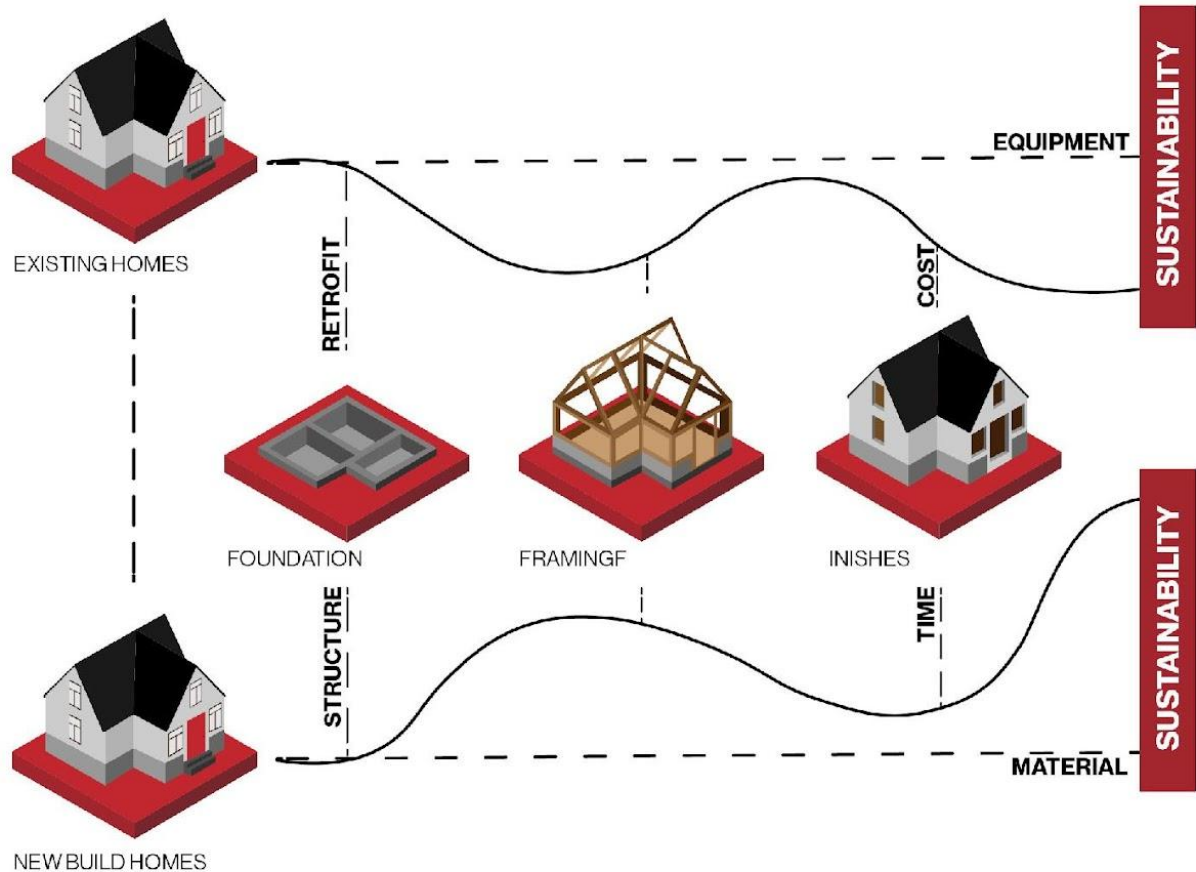 EQUIPMENT
SUSTAINABILITY
EXISTING HOMES
RETROFIT
COST
FOUNDATION
FRAMINGF
INISHES
STRUCTURE
TIME
SUSTAINABILITY
MATERIAL
NEW BUILD HOMES